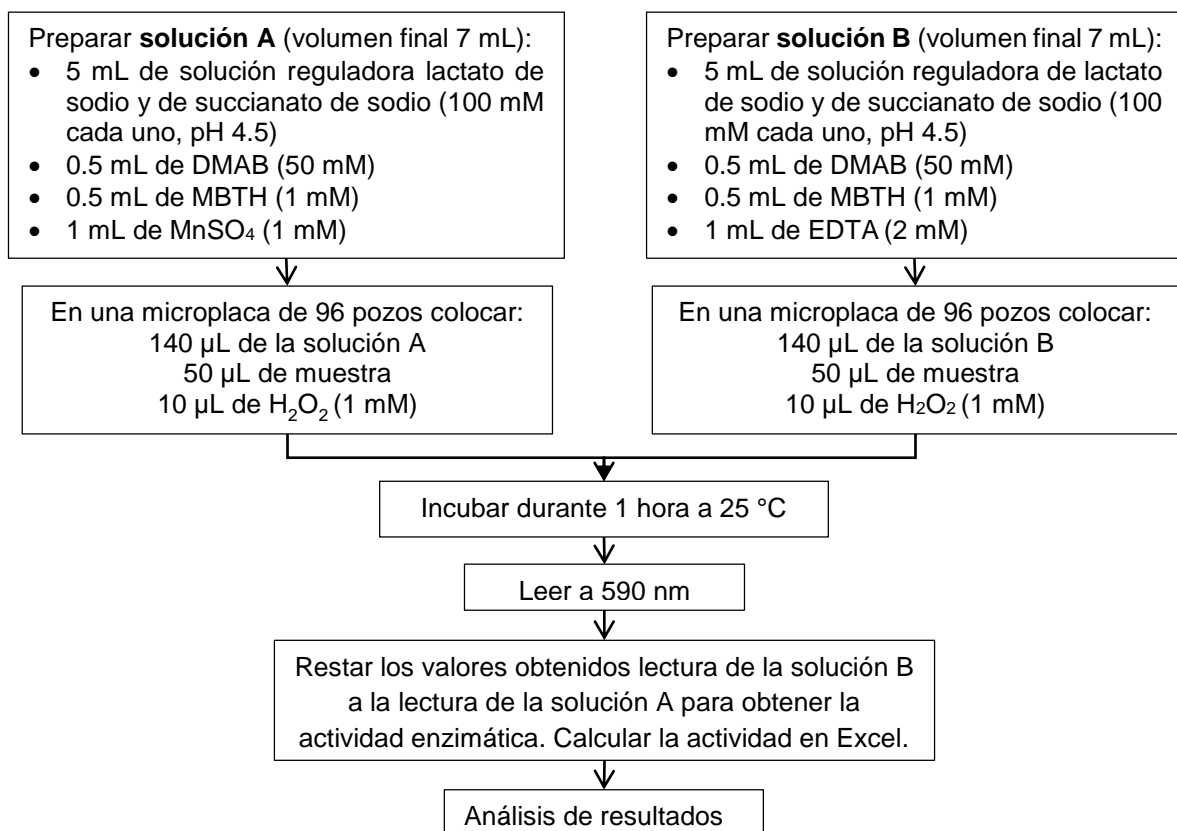 Preparar solución A (volumen final 7 mL):
• 5 mL de solución reguladora lactato de
sodio y de succianato de sodio (100 mM
cada uno, pH 4.5)
• 0.5 mL de DMAB (50 mM)
• 0.5 mL de MBTH (1 mM)
• 1 mL de MnSO₄ (1 mM)
Preparar solución B (volumen final 7 mL):
• 5 mL de solución reguladora de lactato
de sodio y de succianato de sodio (100
mM cada uno, pH 4.5)
• 0.5 mL de DMAB (50 mM)
• 0.5 mL de MBTH (1 mM)
• 1 mL de EDTA (2 mM)
En una microplaca de 96 pozos colocar:
140 µL de la solución A
50 µL de muestra
10 µL de H₂O₂ (1 mM)
En una microplaca de 96 pozos colocar:
140 µL de la solución B
50 µL de muestra
10 µL de H₂O₂ (1 mM)
Incubar durante 1 hora a 25 °C
Leer a 590 nm
Restar los valores obtenidos lectura de la solución B
a la lectura de la solución A para obtener la
actividad enzimática. Calcular la actividad en Excel.
Análisis de resultados